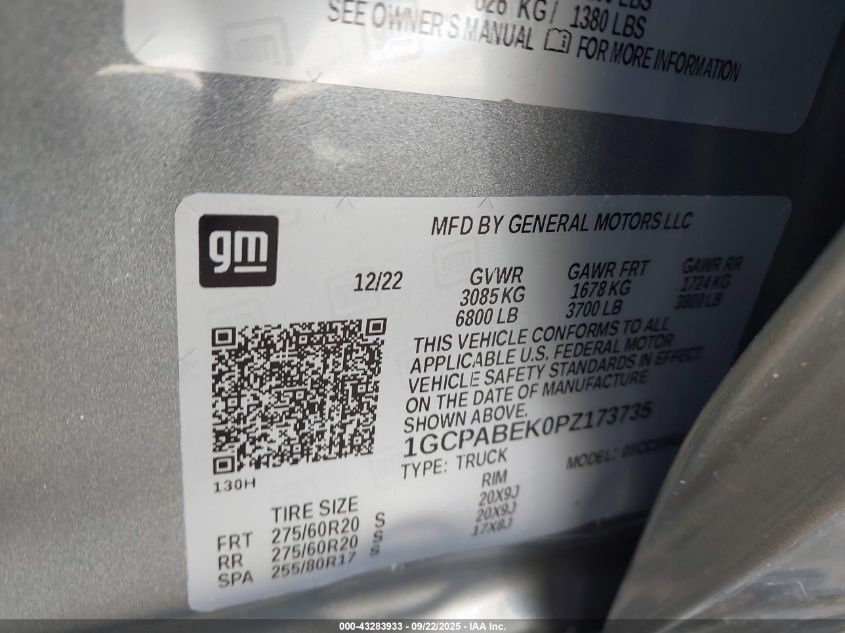 626 KG / 1380 LBS
SEE OWNER'S MANUAL FOR MORE INFORMATION
gm
MFD BY GENERAL MOTORS LLC
12/22
GVWR GAWR FRT GAWR RR
3085 KG 1678 KG 1724 KG
6800 LB 3700 LB 3800 LB
THIS VEHICLE CONFORMS TO ALL
APPLICABLE U.S. FEDERAL MOTOR
VEHICLE SAFETY STANDARDS IN EFFECT
ON THE DATE OF MANUFACTURE
SHOWN ABOVE.
1GCPABEK0PZ173735
TYPE: TRUCK MODEL:
130H
TIRE SIZE RIM
FRT 275/60R20 S 20X9J
RR 275/60R20 S 20X9J
SPA 255/80R17 S 17X8J
000-43283933 - 09/22/2025 - IAA Inc.